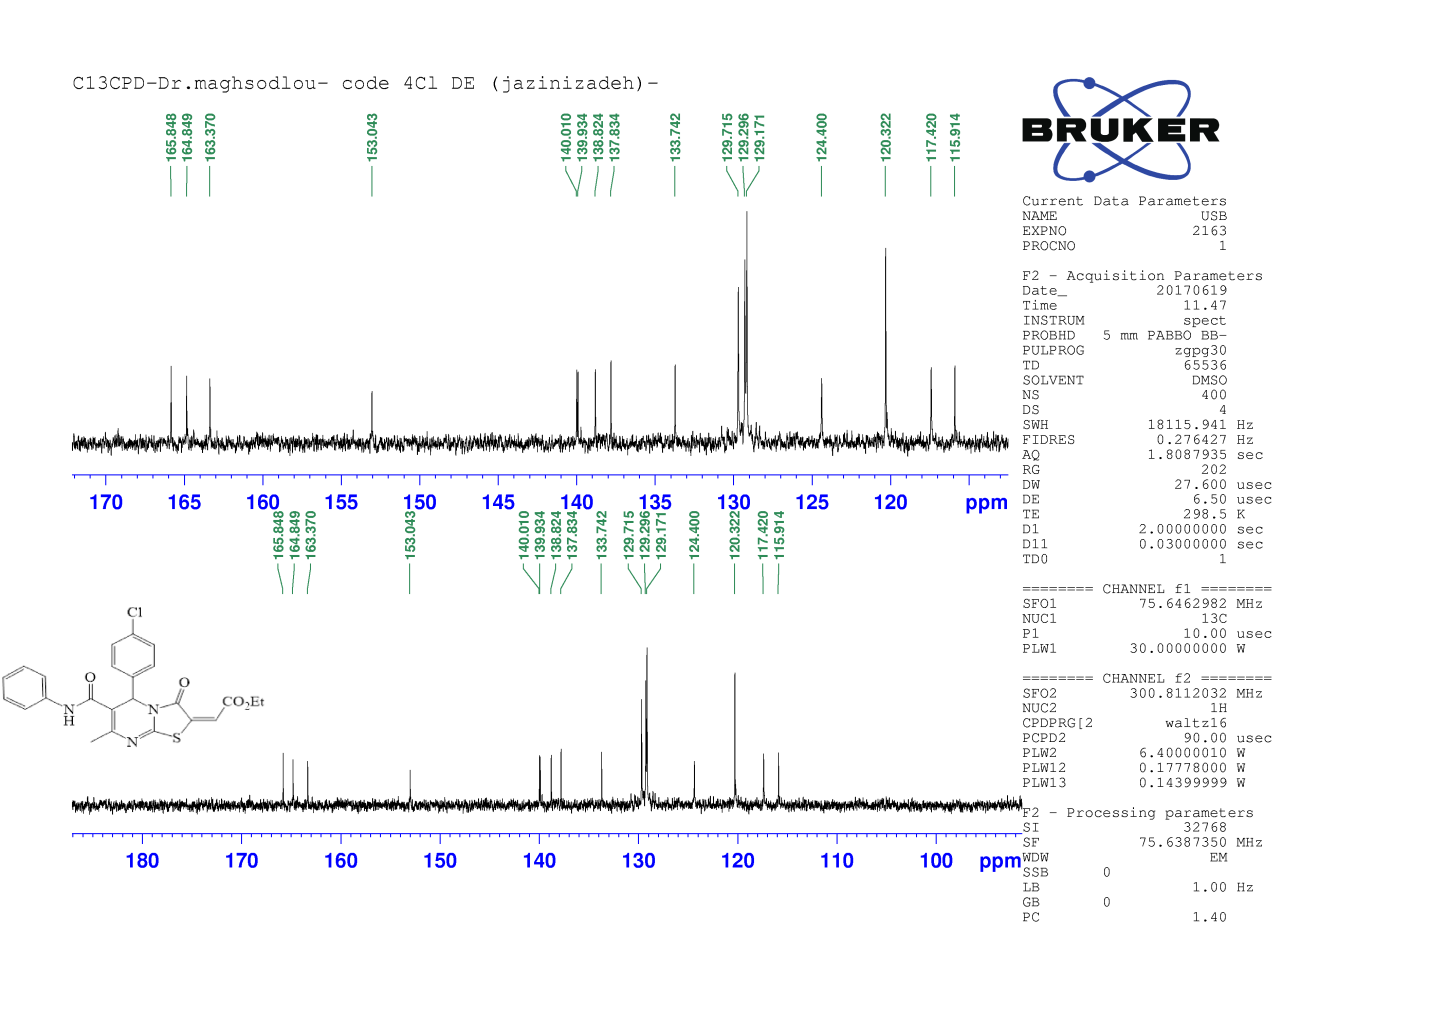 C13CPD-Dr.maghsodlou- code 4Cl DE (jazinizadeh)-
165.848
164.849
163.370
153.043
140.010
139.934
138.824
137.834
133.742
129.715
129.296
129.171
124.400
120.322
117.420
115.914
170 165 160 155 150 145 140 135 130 125 120 ppm
165.848
164.849
163.370
153.043
140.010
139.934
138.824
137.834
133.742
129.715
129.296
129.171
124.400
120.322
117.420
115.914
Cl
O
O
CO2Et
N
H
N
N
S
180 170 160 150 140 130 120 110 100 ppm
BRUKER
Current Data Parameters
NAME USB
EXPNO 2163
PROCNO 1
F2 - Acquisition Parameters
Date_ 20170619
Time 11.47
INSTRUM spect
PROBHD 5 mm PABBO BB-
PULPROG zgpg30
TD 65536
SOLVENT DMSO
NS 400
DS 4
SWH 18115.941 Hz
FIDRES 0.276427 Hz
AQ 1.8087935 sec
RG 202
DW 27.600 usec
DE 6.50 usec
TE 298.5 K
D1 2.00000000 sec
D11 0.03000000 sec
TD0 1
======== CHANNEL f1 ========
SFO1 75.6462982 MHz
NUC1 13C
P1 10.00 usec
PLW1 30.00000000 W
======== CHANNEL f2 ========
SFO2 300.8112032 MHz
NUC2 1H
CPDPRG[2 waltz16
PCPD2 90.00 usec
PLW2 6.40000010 W
PLW12 0.17778000 W
PLW13 0.14399999 W
F2 - Processing parameters
SI 32768
SF 75.6387350 MHz
WDW EM
SSB 0
LB 1.00 Hz
GB 0
PC 1.40